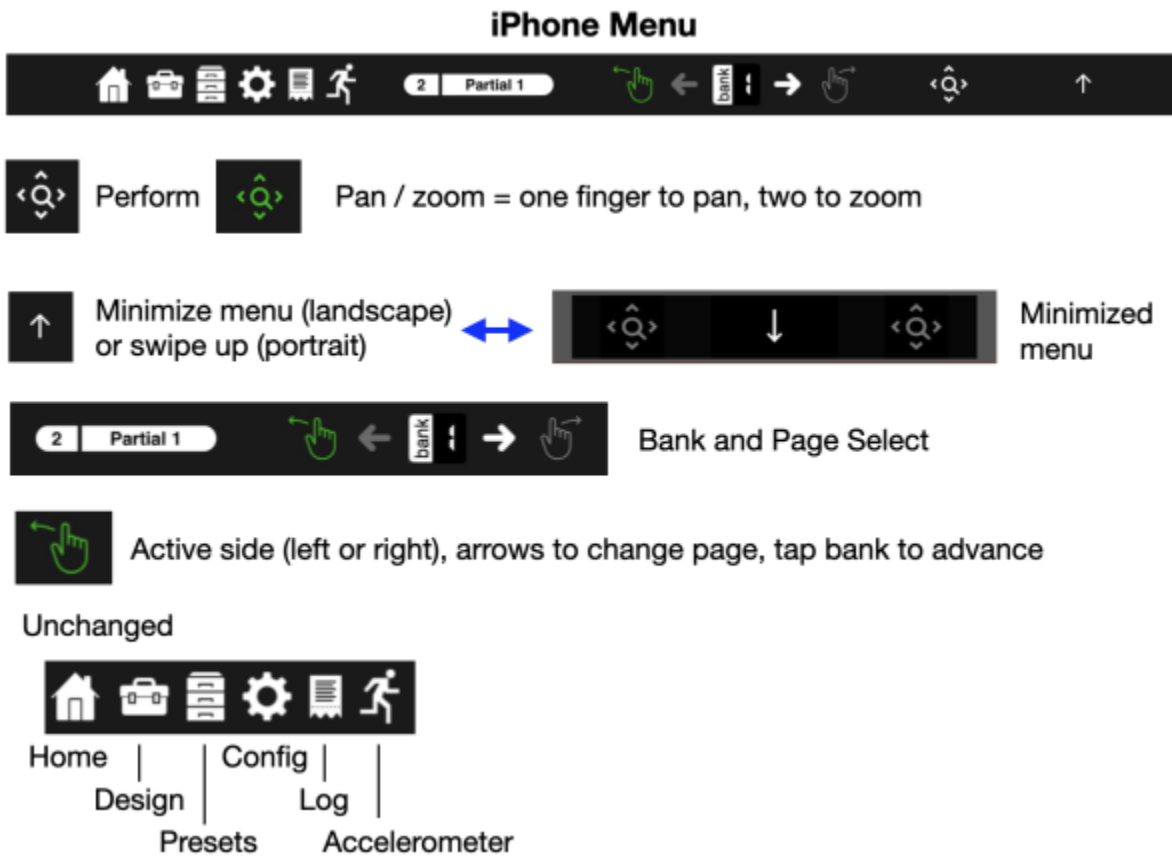 iPhone Menu
2 Partial 1 bank 1
Perform Pan / zoom = one finger to pan, two to zoom
Minimize menu (landscape)
or swipe up (portrait)
Minimized
menu
2 Partial 1 bank 1 Bank and Page Select
Active side (left or right), arrows to change page, tap bank to advance
Unchanged
Home Config
Design Log
Presets Accelerometer